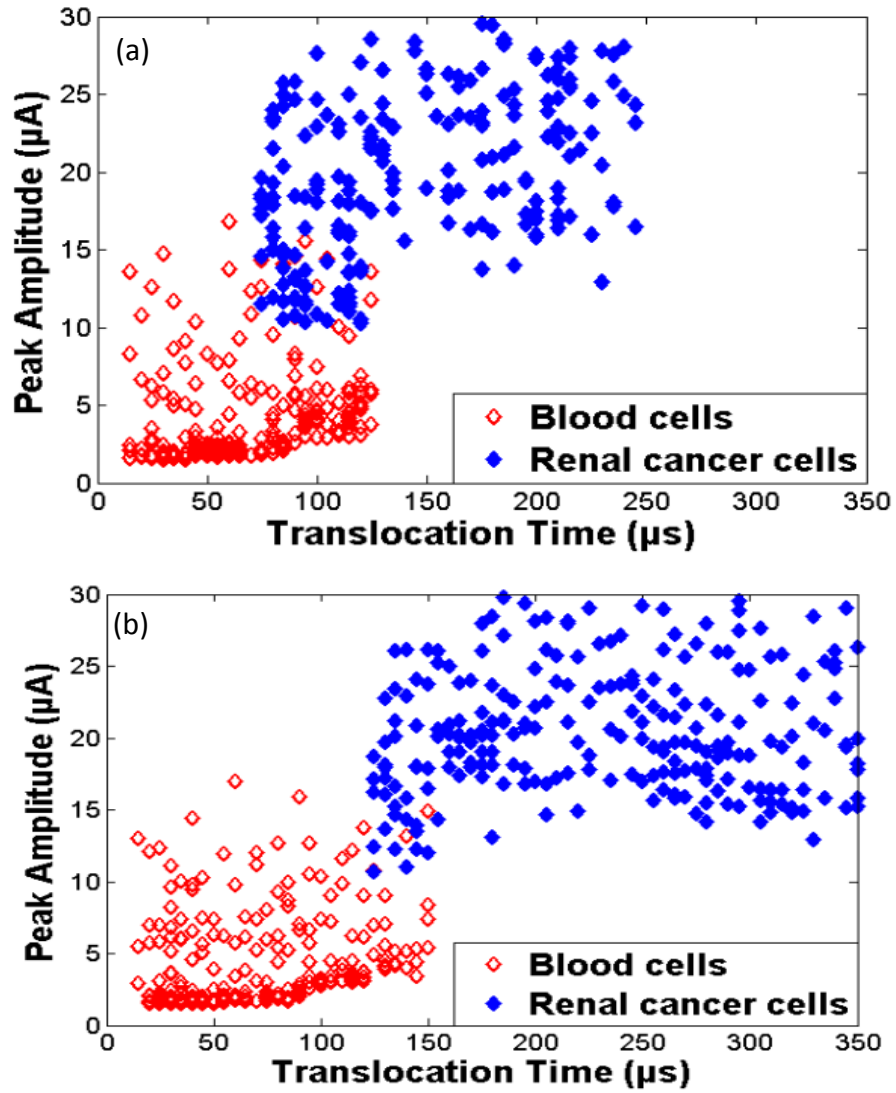 (a)
Peak Amplitude (µA)
30
25
20
15
10
5
0
Blood cells
Renal cancer cells
0 50 100 150 200 250 300 350
Translocation Time (µs)
(b)
Peak Amplitude (µA)
30
25
20
15
10
5
0
Blood cells
Renal cancer cells
0 50 100 150 200 250 300 350
Translocation Time (µs)